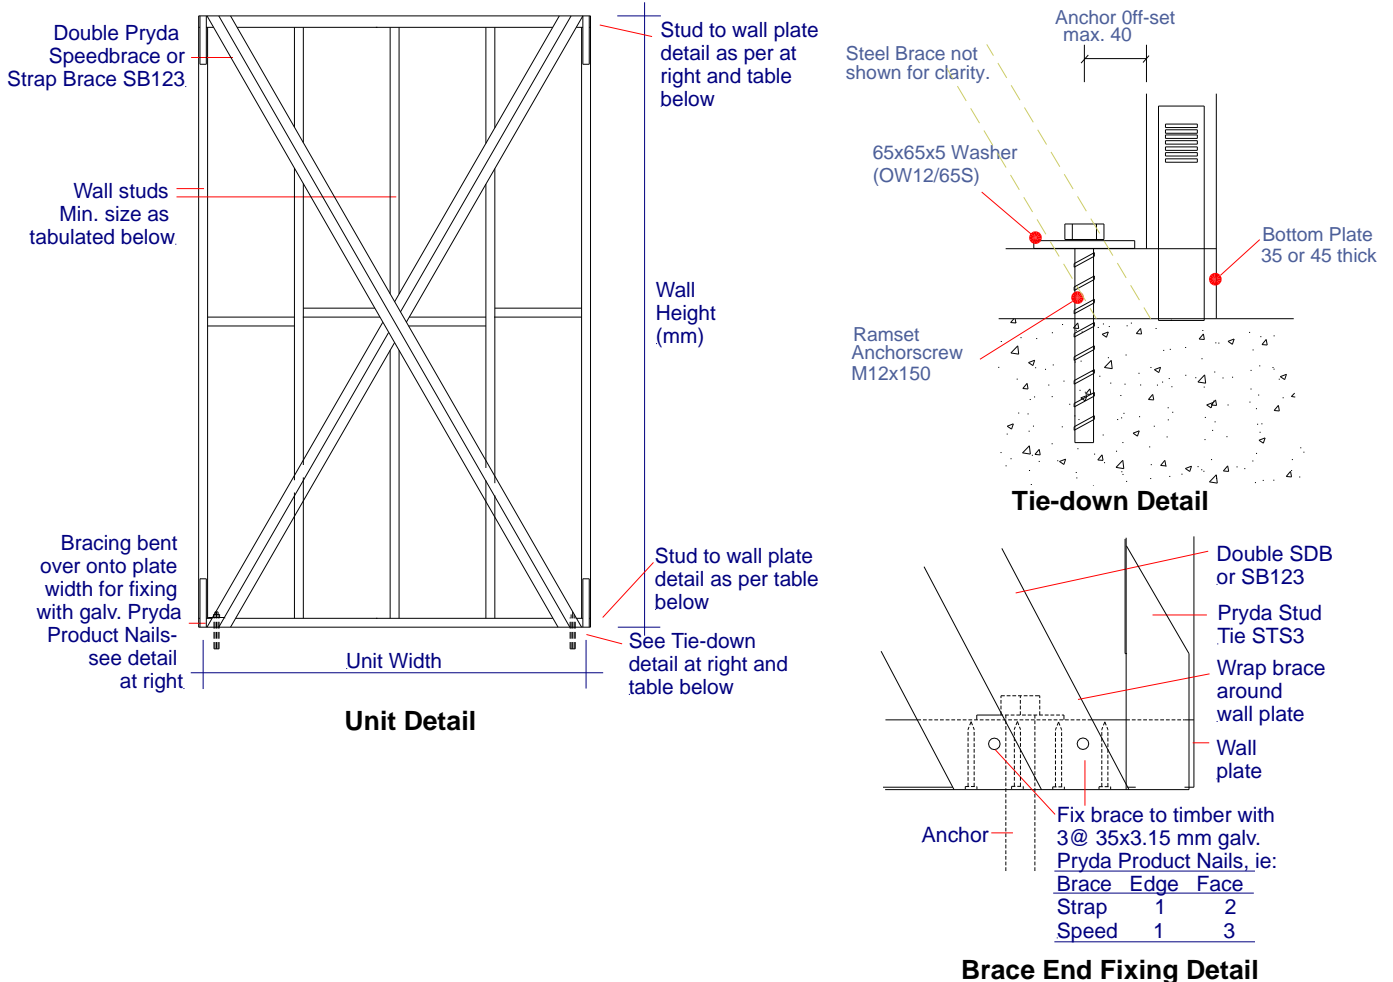 Double Pryda
Speedbrace or
Strap Brace SB123
Wall studs
Min. size as
tabulated below
Bracing bent
over onto plate
width for fixing
with galv. Pryda
Product Nails-
see detail
at right
Stud to wall plate
detail as per at
right and table
below
Wall
Height
(mm)
Stud to wall plate
detail as per table
below
See Tie-down
detail at right and
table below
Unit Width
Unit Detail
Anchor 0ff-set
max. 40
Steel Brace not
shown for clarity.
65x65x5 Washer
(OW12/65S)
Bottom Plate
35 or 45 thick
Ramset
Anchorscrew
M12x150
Tie-down Detail
Double SDB
or SB123
Pryda Stud
Tie STS3
Wrap brace
around
wall plate
Wall
plate
Anchor
Fix brace to timber with
3@ 35x3.15 mm galv.
Pryda Product Nails, ie:
Brace Edge Face
Strap 1 2
Speed 1 3
Brace End Fixing Detail